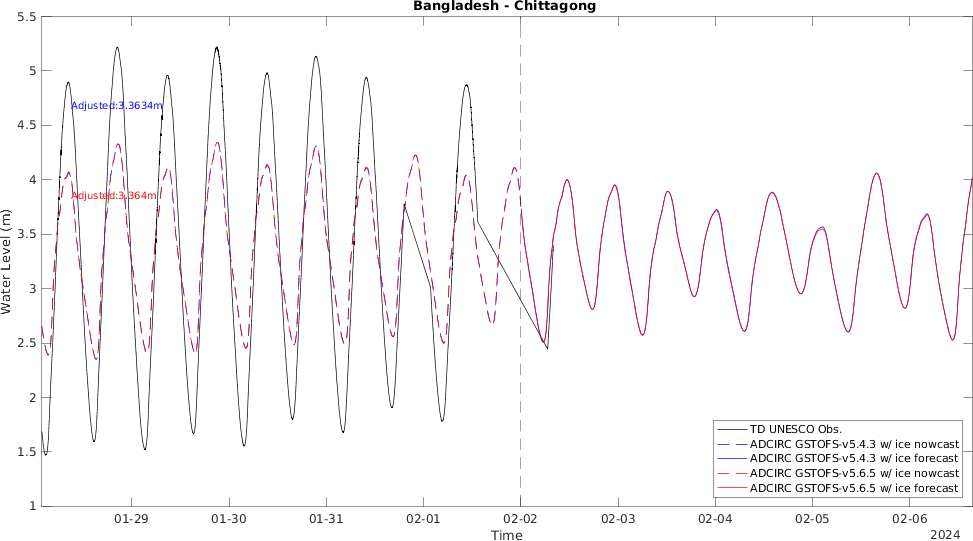 Bangladesh - Chittagong
5.5
5
4.5
4
3.5
3
2.5
2
1.5
1
Water Level (m)
Adjusted:3.3634m
Adjusted:3.364m
TD UNESCO Obs.
ADCIRC GSTOFS-v5.4.3 w/ ice nowcast
ADCIRC GSTOFS-v5.4.3 w/ ice forecast
ADCIRC GSTOFS-v5.6.5 w/ ice nowcast
ADCIRC GSTOFS-v5.6.5 w/ ice forecast
01-29 01-30 01-31 02-01 02-02 02-03 02-04 02-05 02-06
Time
2024